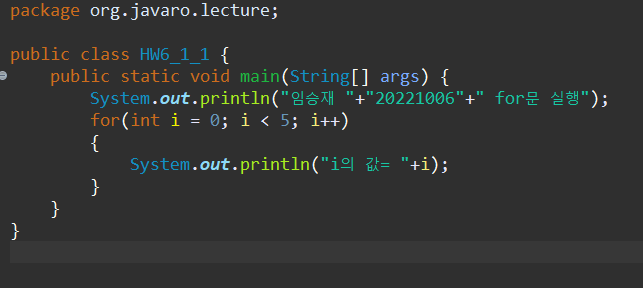 package org.javaro.lecture;
public class HW6_1_1 {
public static void main(String[] args) {
System.out.println("임승재 "+"20221006"+" for문 실행");
for(int i = 0; i < 5; i++)
{
System.out.println("i의 값= "+i);
}
}
}